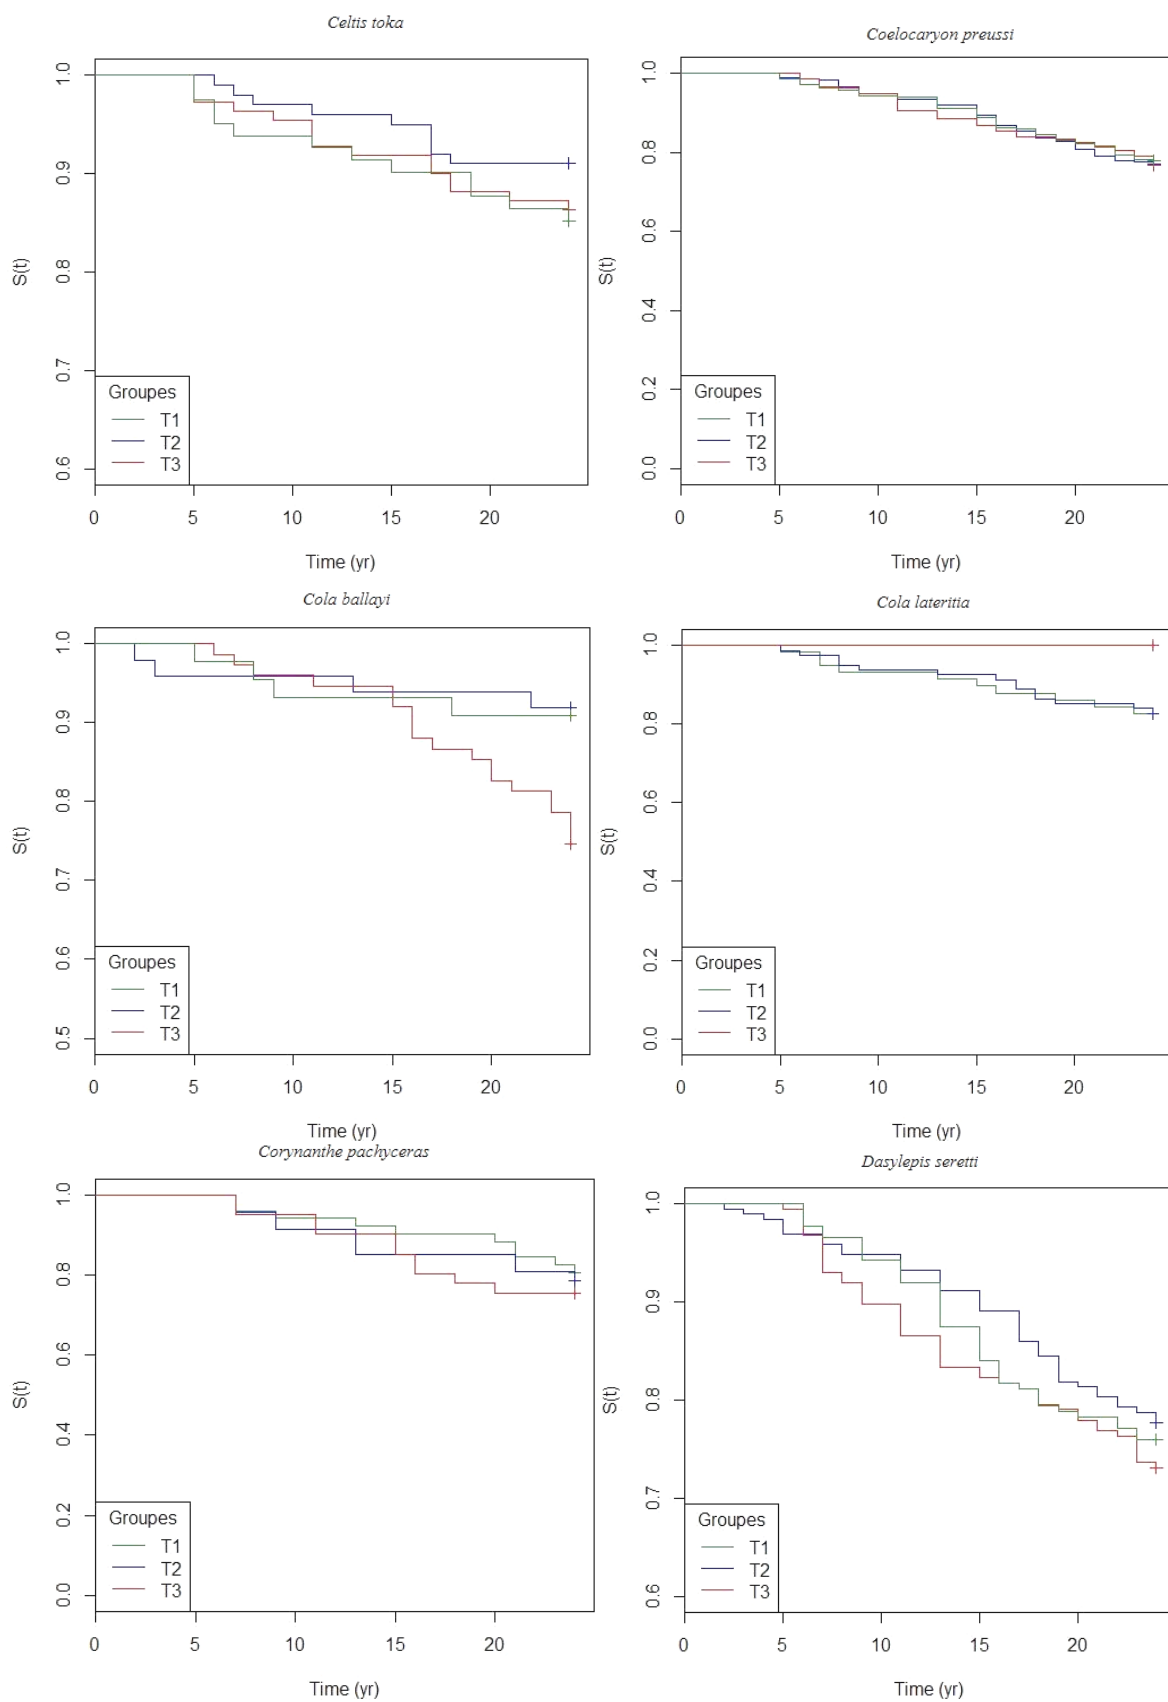 Celtis toka
S(t)
1.0
0.9
0.8
0.7
0.6
Groupes
T1
T2
T3
0 5 10 15 20
Time (yr)
Coelocaryon preussi
S(t)
1.0
0.8
0.6
0.4
0.2
0.0
Groupes
T1
T2
T3
0 5 10 15 20
Time (yr)
Cola ballayi
S(t)
1.0
0.9
0.8
0.7
0.6
0.5
Groupes
T1
T2
T3
0 5 10 15 20
Time (yr)
Cola lateritia
S(t)
1.0
0.8
0.6
0.4
0.2
0.0
Groupes
T1
T2
T3
0 5 10 15 20
Time (yr)
Corynanthe pachyceras
S(t)
1.0
0.8
0.6
0.4
0.2
0.0
Groupes
T1
T2
T3
0 5 10 15 20
Time (yr)
Dasylepis seretti
S(t)
1.0
0.9
0.8
0.7
0.6
Groupes
T1
T2
T3
0 5 10 15 20
Time (yr)